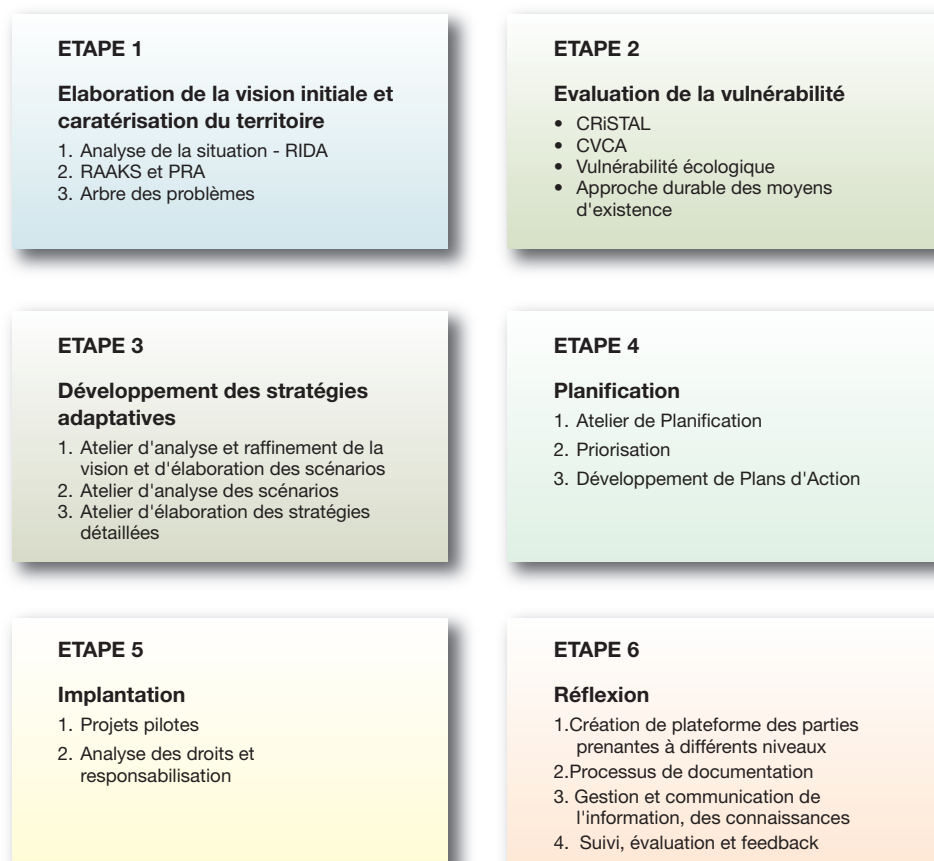 ETAPE 1
Elaboration de la vision initiale et
caratérisation du territoire
1. Analyse de la situation - RIDA
2. RAAKS et PRA
3. Arbre des problèmes
ETAPE 2
Evaluation de la vulnérabilité
• CRiSTAL
• CVCA
• Vulnérabilité écologique
• Approche durable des moyens
d'existence
ETAPE 3
Développement des stratégies
adaptatives
1. Atelier d'analyse et raffinement de la
vision et d'élaboration des scénarios
2. Atelier d'analyse des scénarios
3. Atelier d'élaboration des stratégies
détaillées
ETAPE 4
Planification
1. Atelier de Planification
2. Priorisation
3. Développement de Plans d'Action
ETAPE 5
Implantation
1. Projets pilotes
2. Analyse des droits et
responsabilisation
ETAPE 6
Réflexion
1.Création de plateforme des parties
prenantes à différents niveaux
2.Processus de documentation
3. Gestion et communication de
l'information, des connaissances
4. Suivi, évaluation et feedback